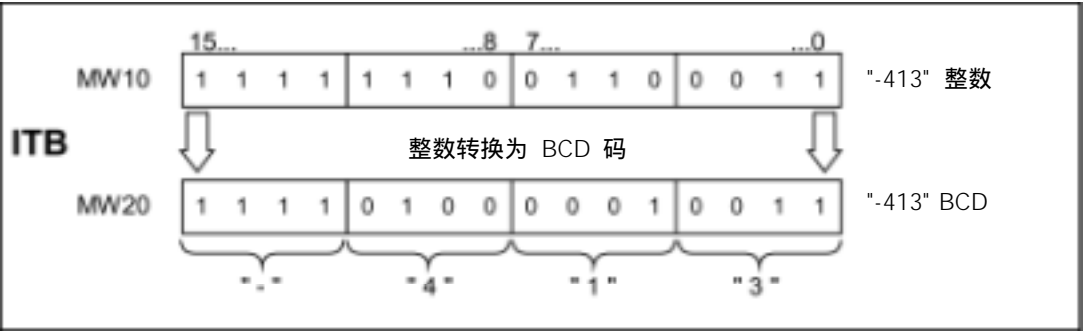 15... ...8 7... ...0
MW10 1 1 1 1 1 1 1 0 0 1 1 0 0 0 1 1 "-413" 整数
ITB 整数转换为 BCD 码
MW20 1 1 1 1 0 1 0 0 0 0 0 1 0 0 1 1 "-413" BCD
"-" "4" "1" "3"